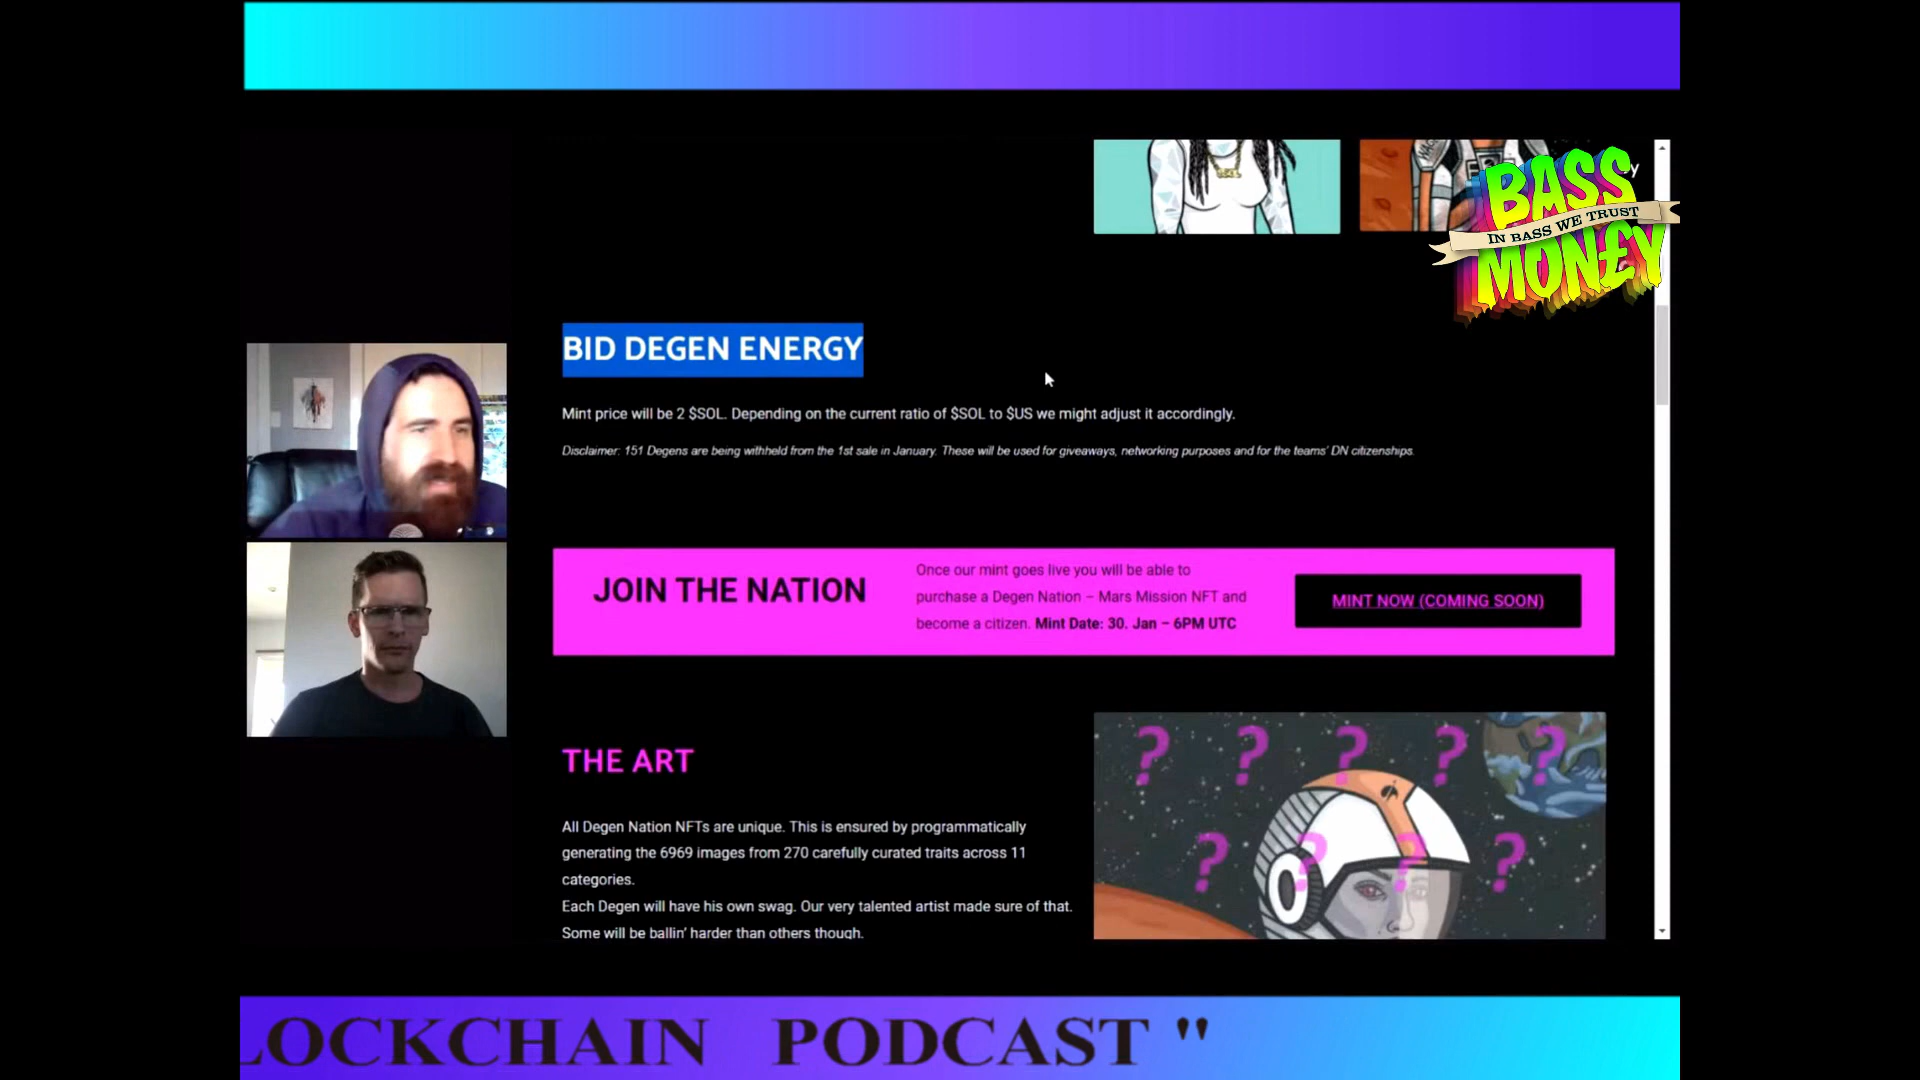 BASS
IN BASS WE TRUST
MON£Y
BID DEGEN ENERGY
Mint price will be 2 $SOL. Depending on the current ratio of $SOL to $US we might adjust it accordingly.
Disclaimer: 151 Degens are being withheld from the 1st sale in January. These will be used for giveaways, networking purposes and for the teams' DN citizenships.
JOIN THE NATION
Once our mint goes live you will be able to
purchase a Degen Nation – Mars Mission NFT and
become a citizen. Mint Date: 30. Jan – 6PM UTC
MINT NOW (COMING SOON)
THE ART
? ? ? ? ?
? ? ? ?
All Degen Nation NFTs are unique. This is ensured by programmatically
generating the 6969 images from 270 carefully curated traits across 11
categories.
Each Degen will have his own swag. Our very talented artist made sure of that.
Some will be ballin' harder than others though.
LOCKCHAIN PODCAST "